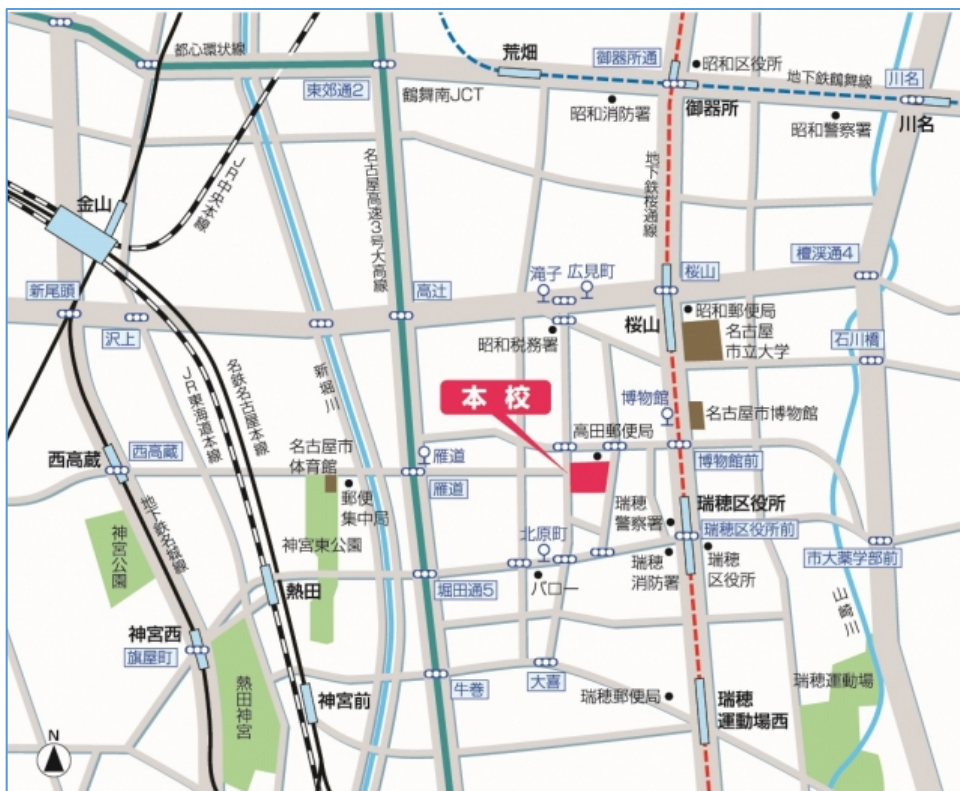 荒畑
御器所通
昭和区役所
都心環状線
地下鉄鶴舞線
川名
東郊通2
鶴舞南JCT
昭和消防署
御器所
昭和警察署
川名
JR中央本線
名古屋高速3号大高線
地下鉄桜通線
金山
檀渓通4
滝子
広見町
桜山
新尾頭
高辻
沢上
昭和税務署
桜山
昭和郵便局
名古屋
市立大学
石川橋
新堀川
名鉄名古屋本線
JR東海道本線
本校
博物館
名古屋市博物館
高田郵便局
西高蔵
西高蔵
名古屋市
体育館
雁道
雁道
博物館前
郵便
集中局
瑞穂
警察署
瑞穂区役所
瑞穂区役所前
地下鉄名城線
神宮公園
神宮東公園
北原町
市大薬学部前
瑞穂
消防署
瑞穂
区役所
バロー
熱田
堀田通5
山崎川
神宮西
旗屋町
熱田神宮
神宮前
牛巻
大喜
瑞穂郵便局
瑞穂
運動場西
瑞穂運動場
N